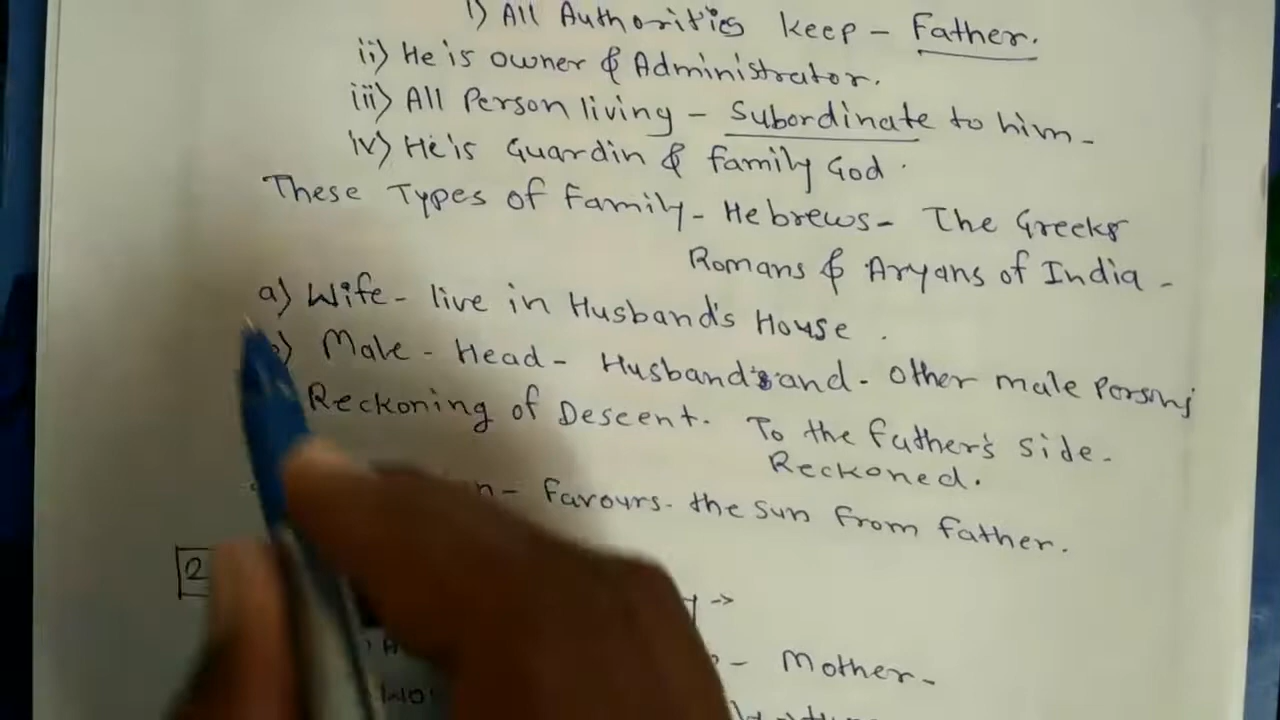 i) All Authorities keep - Father.
ii) He is owner & Administrator.
iii) All Person living - Subordinate to him -
iv) He is Guardin & family God.
These Types of Family - Hebrews - The Greeks
Romans & Aryans of India -
a) Wife - live in Husband's House.
b) Male - Head - Husband's and - other male Persons
Reckoning of Descent. To the father's side.
Reckoned.
n - favours - the sun from father.
2
y ->
- Mother -